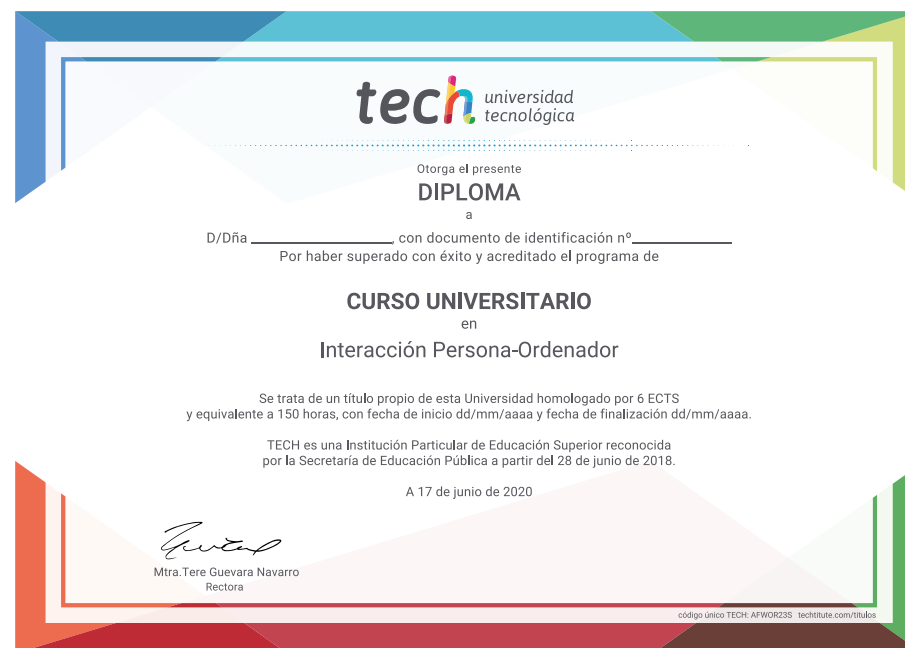 tech universidad
tecnológica
Otorga el presente
DIPLOMA
a
D/Dña ____________________, con documento de identificación nº______________
Por haber superado con éxito y acreditado el programa de
CURSO UNIVERSITARIO
en
Interacción Persona-Ordenador
Se trata de un título propio de esta Universidad homologado por 6 ECTS
y equivalente a 150 horas, con fecha de inicio dd/mm/aaaa y fecha de finalización dd/mm/aaaa.
TECH es una Institución Particular de Educación Superior reconocida
por la Secretaría de Educación Pública a partir del 28 de junio de 2018.
A 17 de junio de 2020
Mtra.Tere Guevara Navarro
Rectora
código único TECH: AFWOR23S techtitute.com/titulos